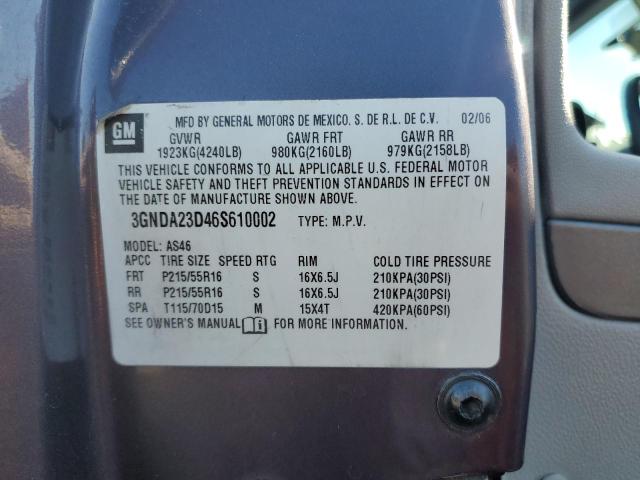 GM
MFD BY GENERAL MOTORS DE MEXICO. S. DE R.L. DE C.V. 02/06
GVWR GAWR FRT GAWR RR
1923KG(4240LB) 980KG(2160LB) 979KG(2158LB)
THIS VEHICLE CONFORMS TO ALL APPLICABLE U.S. FEDERAL MOTOR
VEHICLE SAFETY AND THEFT PREVENTION STANDARDS IN EFFECT ON
THE DATE OF MANUFACTURE SHOWN ABOVE.
3GNDA23D46S610002 TYPE: M.P.V.
MODEL: AS46
APCC TIRE SIZE SPEED RTG RIM COLD TIRE PRESSURE
FRT P215/55R16 S 16X6.5J 210KPA(30PSI)
RR P215/55R16 S 16X6.5J 210KPA(30PSI)
SPA T115/70D15 M 15X4T 420KPA(60PSI)
SEE OWNER'S MANUAL FOR MORE INFORMATION.